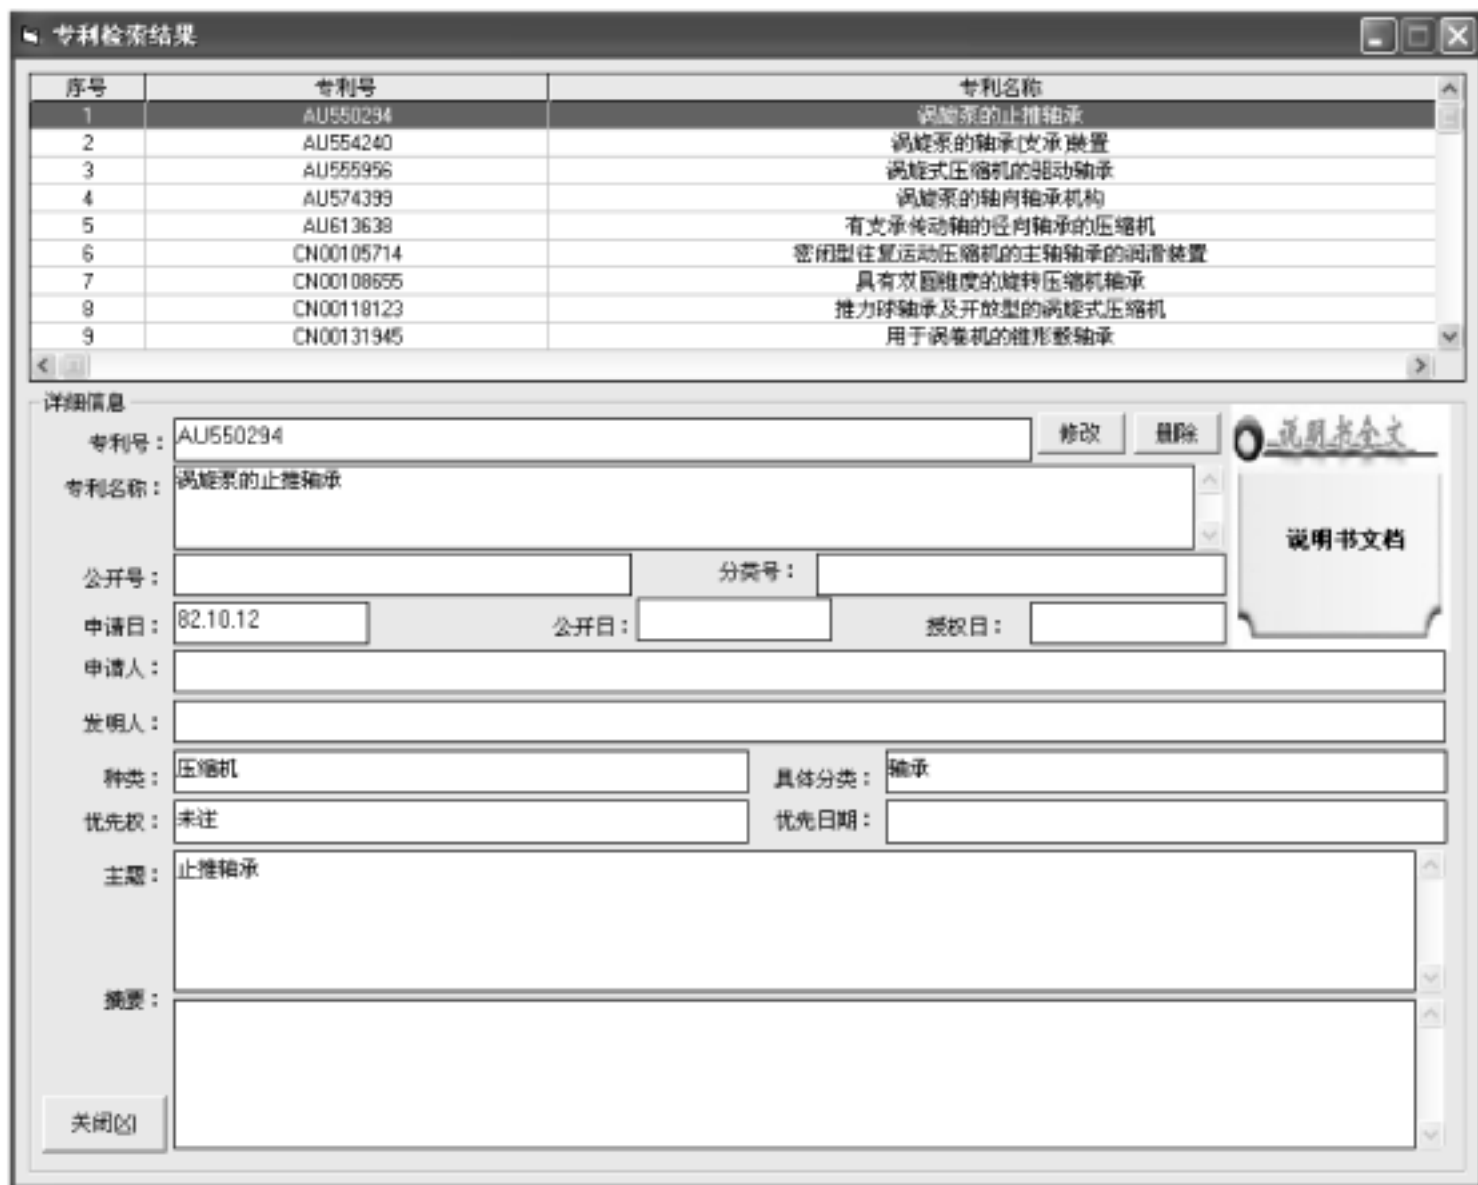 专利检索结果
序号 专利号 专利名称
1 AU550294 涡旋泵的止推轴承
2 AU554240 涡旋泵的轴承[支承]装置
3 AU555956 涡旋式压缩机的驱动轴承
4 AU574399 涡旋泵的轴向轴承机构
5 AU613638 有支承传动轴的径向轴承的压缩机
6 CN00105714 密闭型往复运动压缩机的主轴轴承的润滑装置
7 CN00108655 具有双圆锥度的旋转压缩机轴承
8 CN00118123 推力球轴承及开放型的涡旋式压缩机
9 CN00131945 用于涡卷机的锥形毂轴承
详细信息
专利号： AU550294 修改 删除 说明书全文
专利名称： 涡旋泵的止推轴承
说明书文档
公开号： 分类号：
申请日： 82.10.12 公开日： 授权日：
申请人：
发明人：
种类： 压缩机 具体分类： 轴承
优先权： 未注 优先日期：
主题： 止推轴承
摘要：
关闭[X]